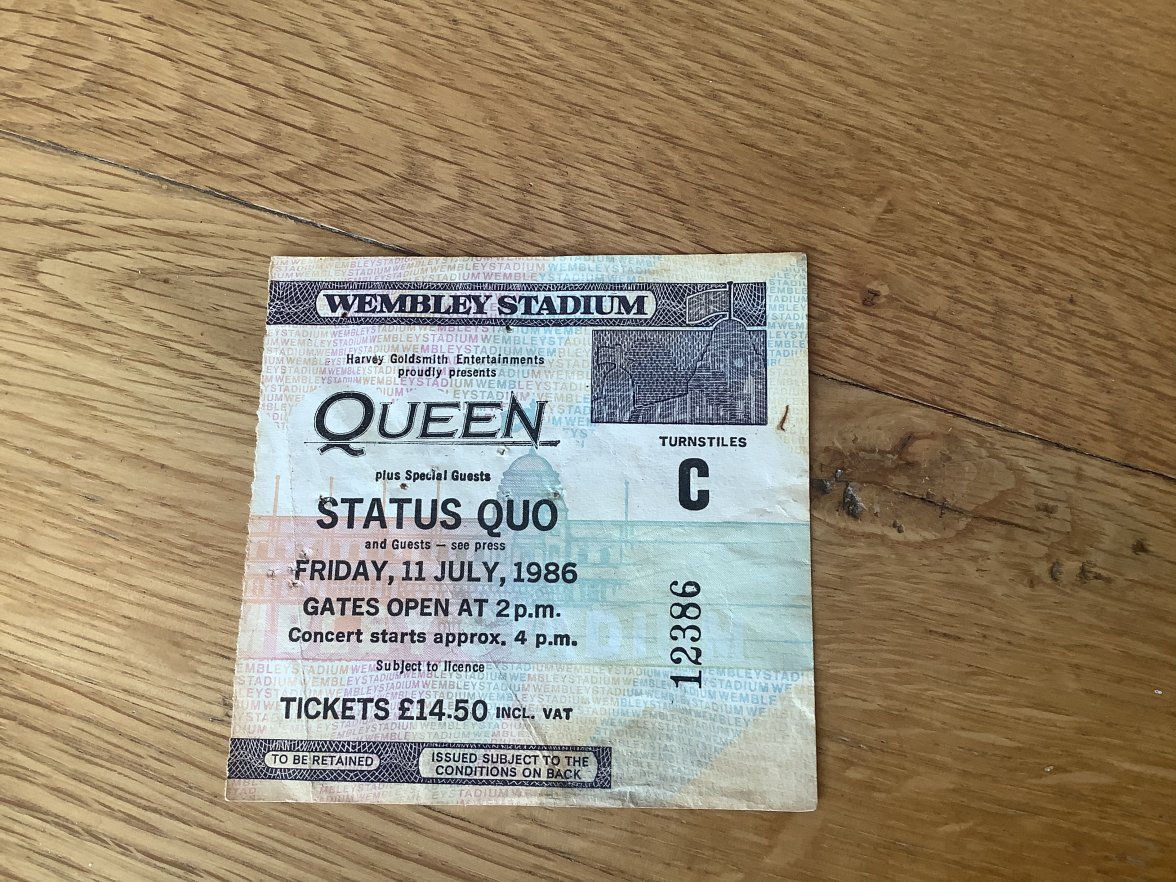 WEMBLEY STADIUM
Harvey Goldsmith Entertainments
proudly presents
QUEEN
plus Special Guests
STATUS QUO
and Guests — see press
FRIDAY, 11 JULY, 1986
GATES OPEN AT 2 p.m.
Concert starts approx. 4 p.m.
Subject to licence
TICKETS £14.50 INCL. VAT
TO BE RETAINED
ISSUED SUBJECT TO THE
CONDITIONS ON BACK
TURNSTILES
C
12386